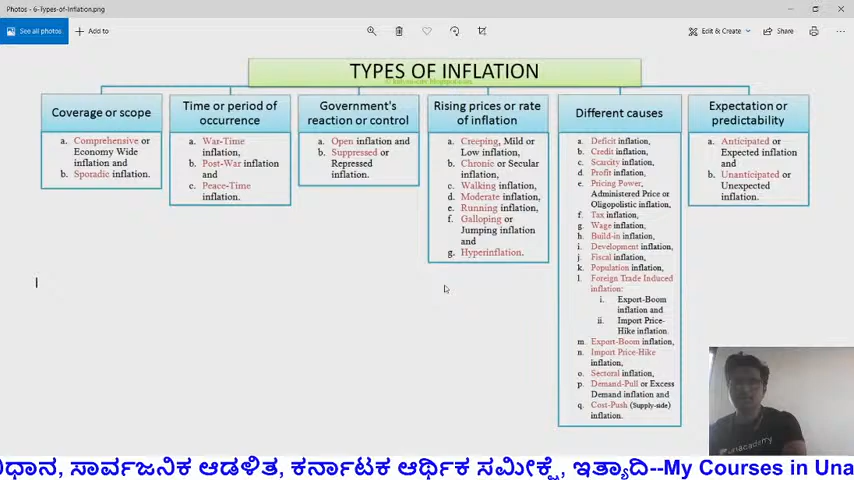 Photos - 6-Types-of-Inflation.png
See all photos
Add to
Edit & Create
Share
TYPES OF INFLATION
Coverage or scope
a. Comprehensive or
Economy Wide
inflation and
b. Sporadic inflation.
Time or period of
occurrence
a. War-Time
inflation,
b. Post-War inflation
and
c. Peace-Time
inflation.
Government's
reaction or control
a. Open inflation and
b. Suppressed or
Repressed
inflation.
Rising prices or rate
of inflation
a. Creeping, Mild or
Low inflation,
b. Chronic or Secular
inflation,
c. Walking inflation,
d. Moderate inflation,
e. Running inflation,
f. Galloping or
Jumping inflation
and
g. Hyperinflation.
Different causes
a. Deficit inflation,
b. Credit inflation,
c. Scarcity inflation,
d. Profit inflation,
e. Pricing Power,
Administered Price or
Oligopolistic inflation,
f. Tax inflation,
g. Wage inflation,
h. Build-in inflation,
i. Development inflation,
j. Fiscal inflation,
k. Population inflation,
l. Foreign Trade Induced
inflation:
i. Export-Boom
inflation and
ii. Import Price-
Hike inflation.
m. Export-Boom inflation,
n. Import Price-Hike
inflation,
o. Sectoral inflation,
p. Demand-Pull or Excess
Demand inflation and
q. Cost-Push (Supply-side)
inflation.
Expectation or
predictability
a. Anticipated or
Expected inflation
and
b. Unanticipated or
Unexpected
inflation.
unacademy
ವಿಧಾನ, ಸಾರ್ವಜನಿಕ ಆಡಳಿತ, ಕರ್ನಾಟಕ ಆರ್ಥಿಕ ಸಮೀಕ್ಷೆ, ಇತ್ಯಾದಿ--My Courses in Una